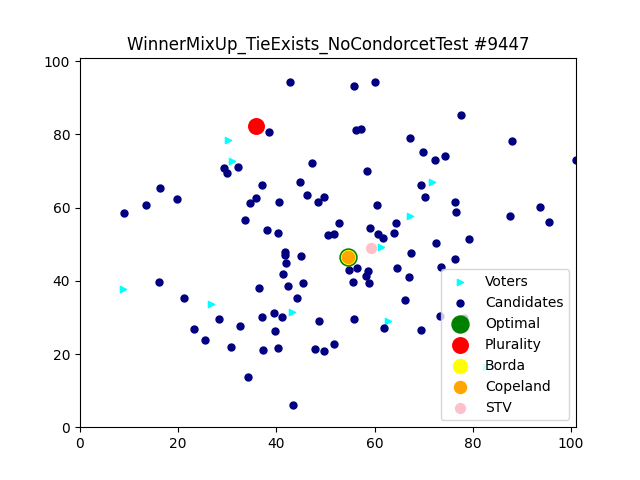 WinnerMixUp_TieExists_NoCondorcetTest #9447
100
80
60
40
20
0
0 20 40 60 80 100
Voters
Candidates
Optimal
Plurality
Borda
Copeland
STV